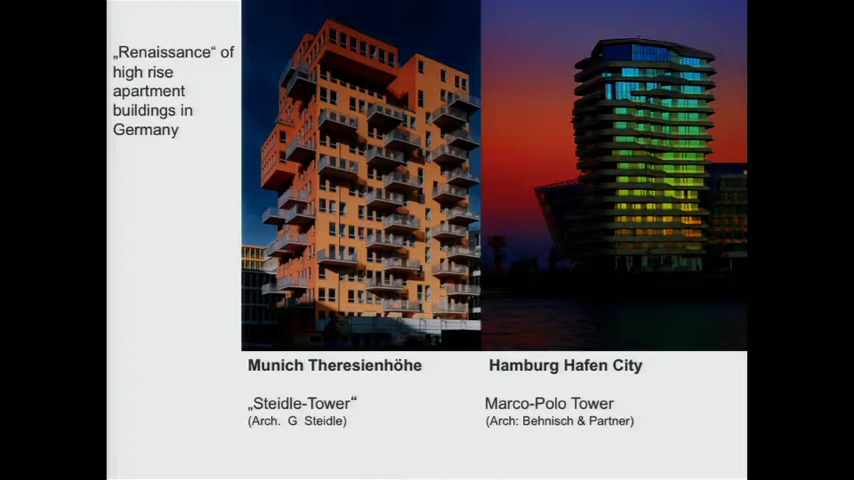 „Renaissance“ of
high rise
apartment
buildings in
Germany
Munich Theresienhöhe
Hamburg Hafen City
„Steidle-Tower“
Marco-Polo Tower
(Arch. G Steidle)
(Arch: Behnisch & Partner)